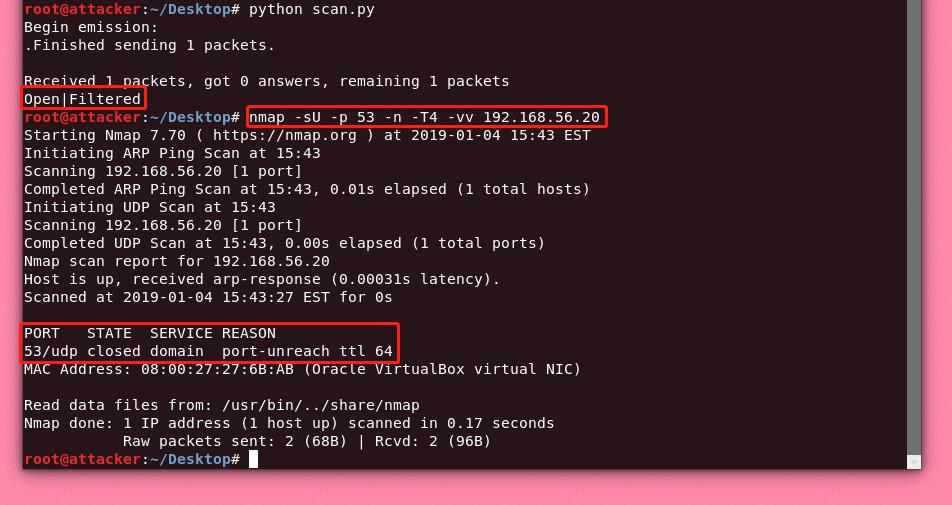 root@attacker:~/Desktop# python scan.py
Begin emission:
.Finished sending 1 packets.
Received 1 packets, got 0 answers, remaining 1 packets
Open|Filtered
root@attacker:~/Desktop# nmap -sU -p 53 -n -T4 -vv 192.168.56.20
Starting Nmap 7.70 ( https://nmap.org ) at 2019-01-04 15:43 EST
Initiating ARP Ping Scan at 15:43
Scanning 192.168.56.20 [1 port]
Completed ARP Ping Scan at 15:43, 0.01s elapsed (1 total hosts)
Initiating UDP Scan at 15:43
Scanning 192.168.56.20 [1 port]
Completed UDP Scan at 15:43, 0.00s elapsed (1 total ports)
Nmap scan report for 192.168.56.20
Host is up, received arp-response (0.00031s latency).
Scanned at 2019-01-04 15:43:27 EST for 0s
PORT   STATE  SERVICE REASON
53/udp closed domain  port-unreach ttl 64
MAC Address: 08:00:27:27:6B:AB (Oracle VirtualBox virtual NIC)
Read data files from: /usr/bin/../share/nmap
Nmap done: 1 IP address (1 host up) scanned in 0.17 seconds
           Raw packets sent: 2 (68B) | Rcvd: 2 (96B)
root@attacker:~/Desktop#